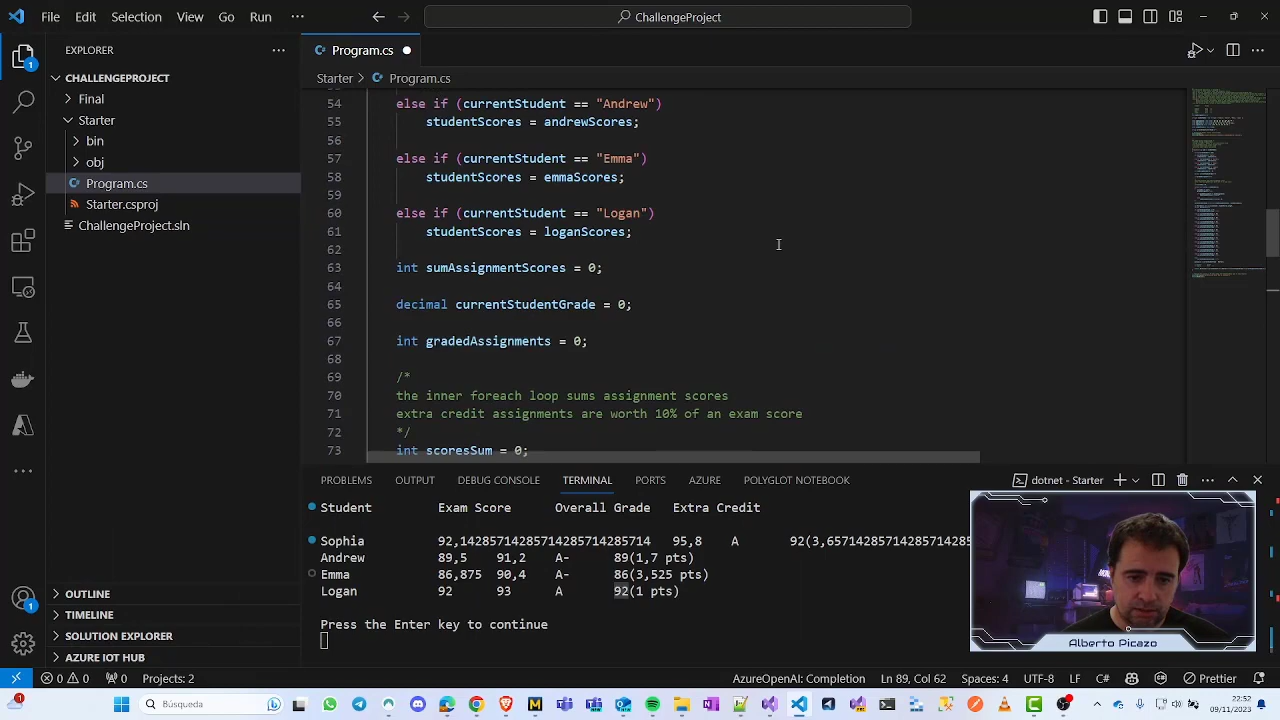 File Edit Selection View Go Run ··· ChallengeProject
EXPLORER
CHALLENGEPROJECT
Final
Starter
bin
obj
Program.cs
Starter.csproj
ChallengeProject.sln
OUTLINE
TIMELINE
SOLUTION EXPLORER
AZURE IOT HUB
Program.cs
Starter > Program.cs
54 else if (currentStudent == "Andrew")
55 studentScores = andrewScores;
56
57 else if (currentStudent == "Emma")
58 studentScores = emmaScores;
59
60 else if (currentStudent == "Logan")
61 studentScores = loganScores;
62
63 int sumAssignmentScores = 0;
64
65 decimal currentStudentGrade = 0;
66
67 int gradedAssignments = 0;
68
69 /*
70 the inner foreach loop sums assignment scores
71 extra credit assignments are worth 10% of an exam score
72 */
73 int scoresSum = 0;
PROBLEMS OUTPUT DEBUG CONSOLE TERMINAL PORTS AZURE POLYGLOT NOTEBOOK dotnet - Starter
Student Exam Score Overall Grade Extra Credit
Sophia 92,142857142857142857142857142857142857 95,8 A 92(3,657142857142857142857
Andrew 89,5 91,2 A- 89(1,7 pts)
Emma 86,875 90,4 A- 86(3,525 pts)
Logan 92 93 A 92(1 pts)
Press the Enter key to continue
Alberto Picazo
0 0 0 Projects: 2 AzureOpenAI: Completion Ln 89, Col 62 Spaces: 4 UTF-8 LF C# Prettier
Búsqueda
22:52
09/11/2023